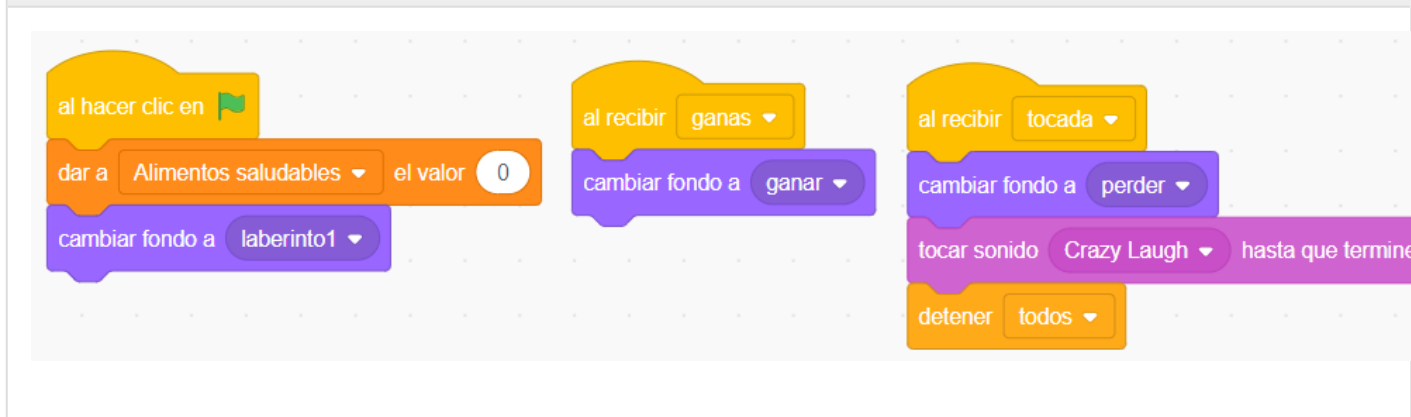 al hacer clic en
dar a Alimentos saludables el valor 0
cambiar fondo a laberinto1
al recibir ganas
cambiar fondo a ganar
al recibir tocada
cambiar fondo a perder
tocar sonido Crazy Laugh hasta que termine
detener todos